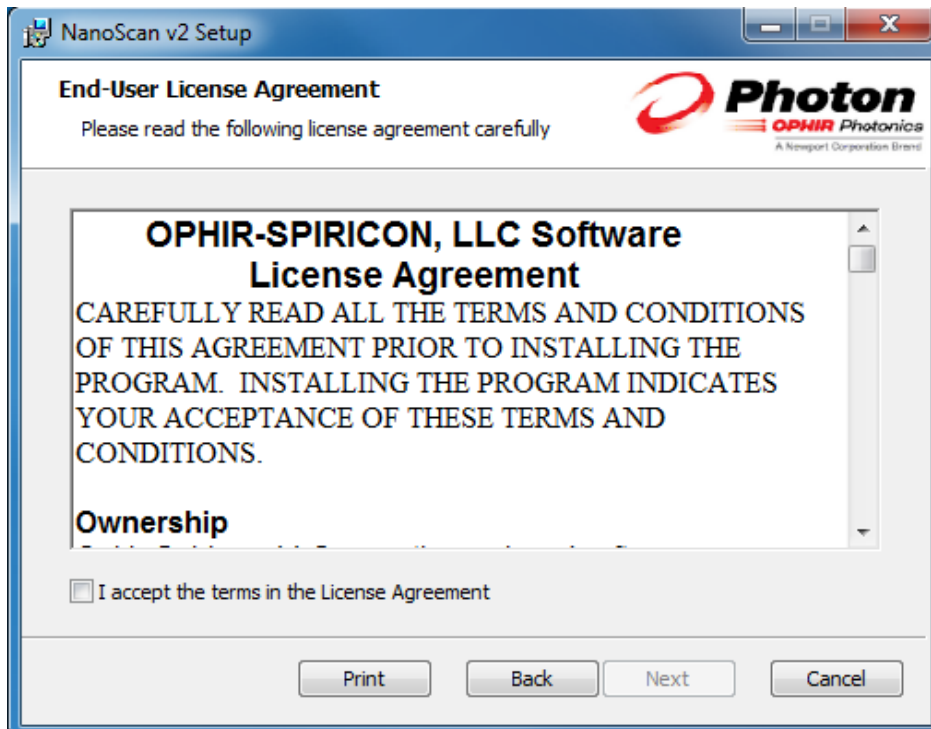 NanoScan v2 Setup
End-User License Agreement
Please read the following license agreement carefully
Photon
OPHIR Photonics
A Newport Corporation Brand
OPHIR-SPIRICON, LLC Software
License Agreement
CAREFULLY READ ALL THE TERMS AND CONDITIONS
OF THIS AGREEMENT PRIOR TO INSTALLING THE
PROGRAM.  INSTALLING THE PROGRAM INDICATES
YOUR ACCEPTANCE OF THESE TERMS AND
CONDITIONS.
Ownership
I accept the terms in the License Agreement
Print
Back
Next
Cancel